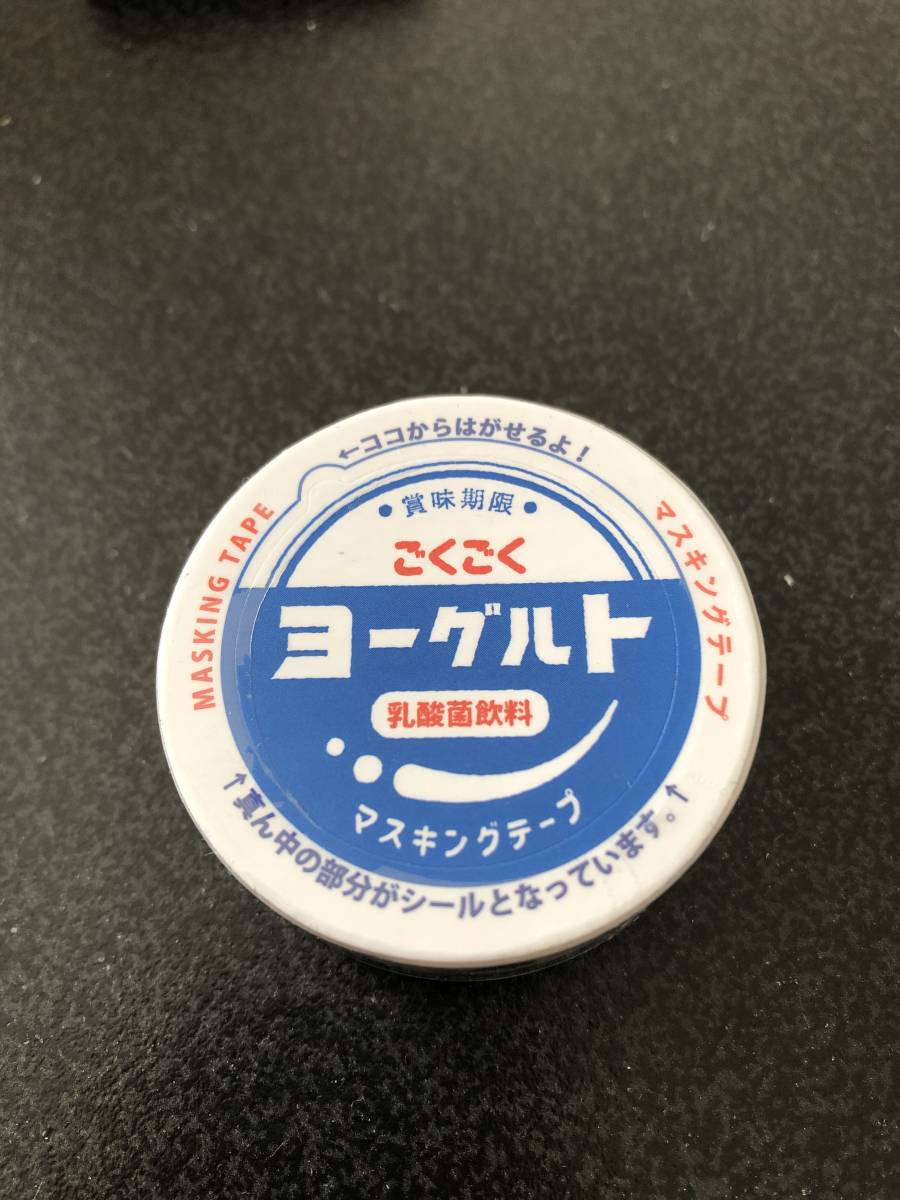 ←ココからはがせるよ！
MASKING TAPE
マスキングテープ
• 賞味期限 •
ごくごく
ヨーグルト
乳酸菌飲料
マスキングテープ
↑真ん中の部分がシールとなっています。↑